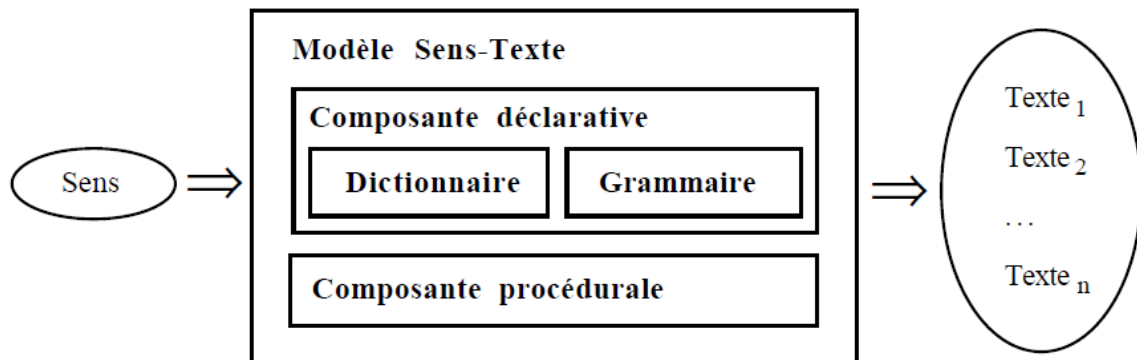 Modèle Sens-Texte
Composante déclarative
Dictionnaire
Grammaire
Composante procédurale
Sens
⇒
⇒
Texte 1
Texte 2
...
Texte n